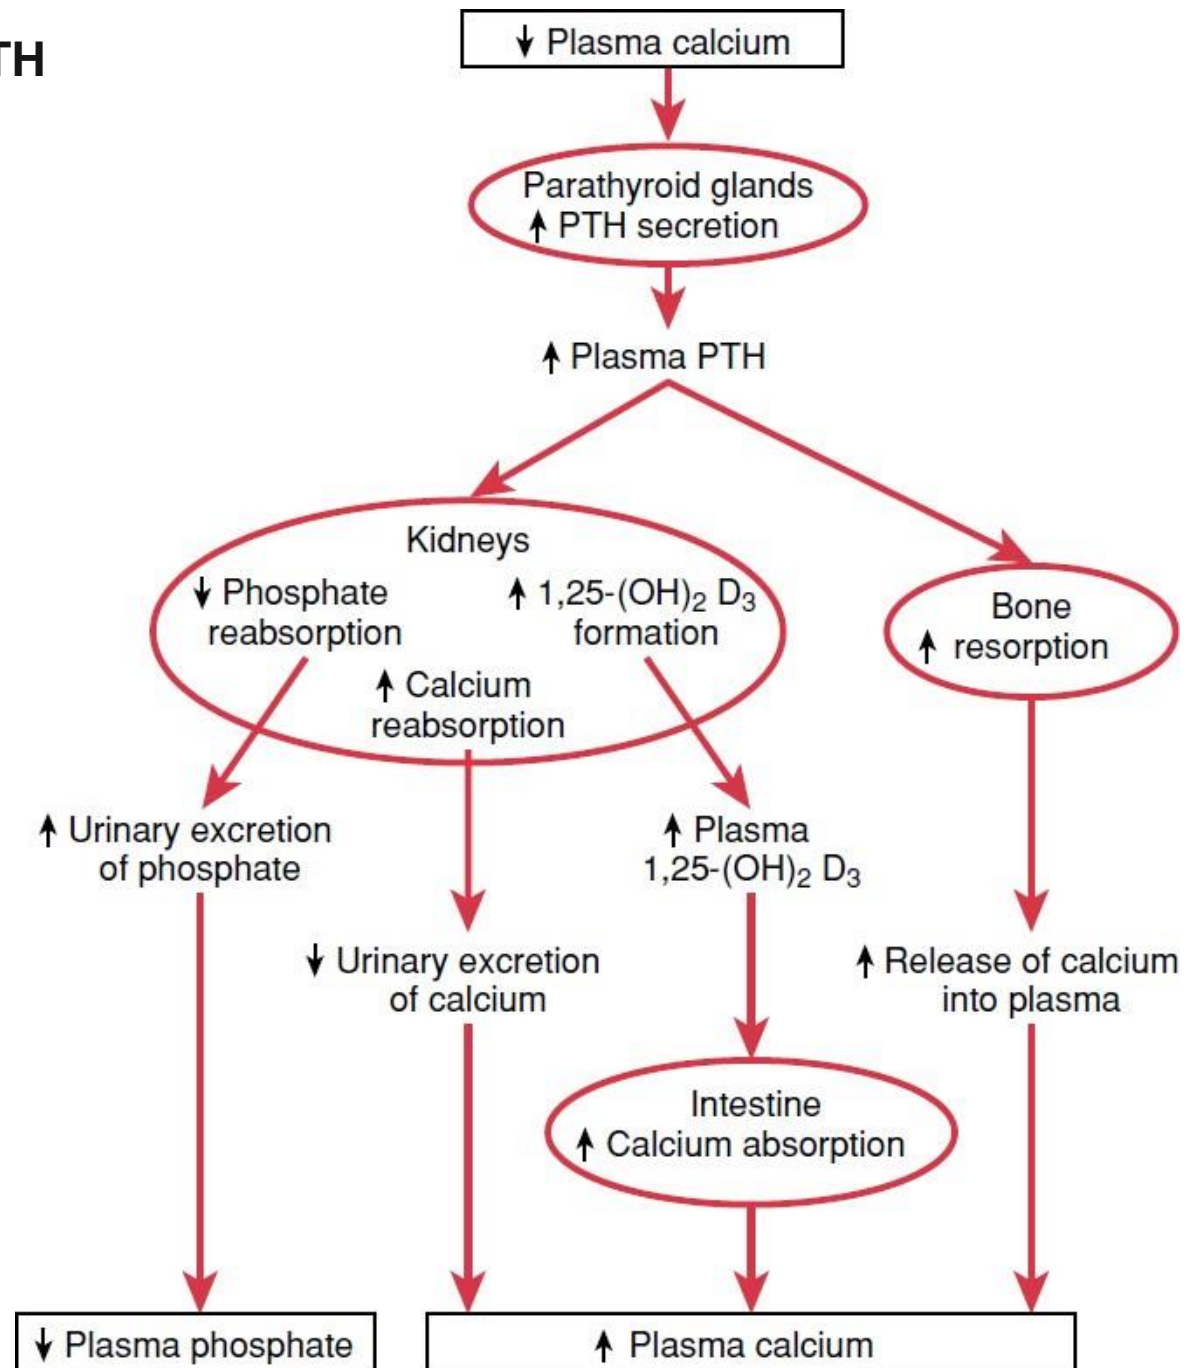 TH
↓ Plasma calcium
Parathyroid glands
↑ PTH secretion
↑ Plasma PTH
Kidneys
↓ Phosphate
reabsorption
↑ 1,25-(OH)₂ D₃
formation
↑ Calcium
reabsorption
Bone
↑ resorption
↑ Urinary excretion
of phosphate
↑ Plasma
1,25-(OH)₂ D₃
↓ Urinary excretion
of calcium
↑ Release of calcium
into plasma
Intestine
↑ Calcium absorption
↓ Plasma phosphate
↑ Plasma calcium